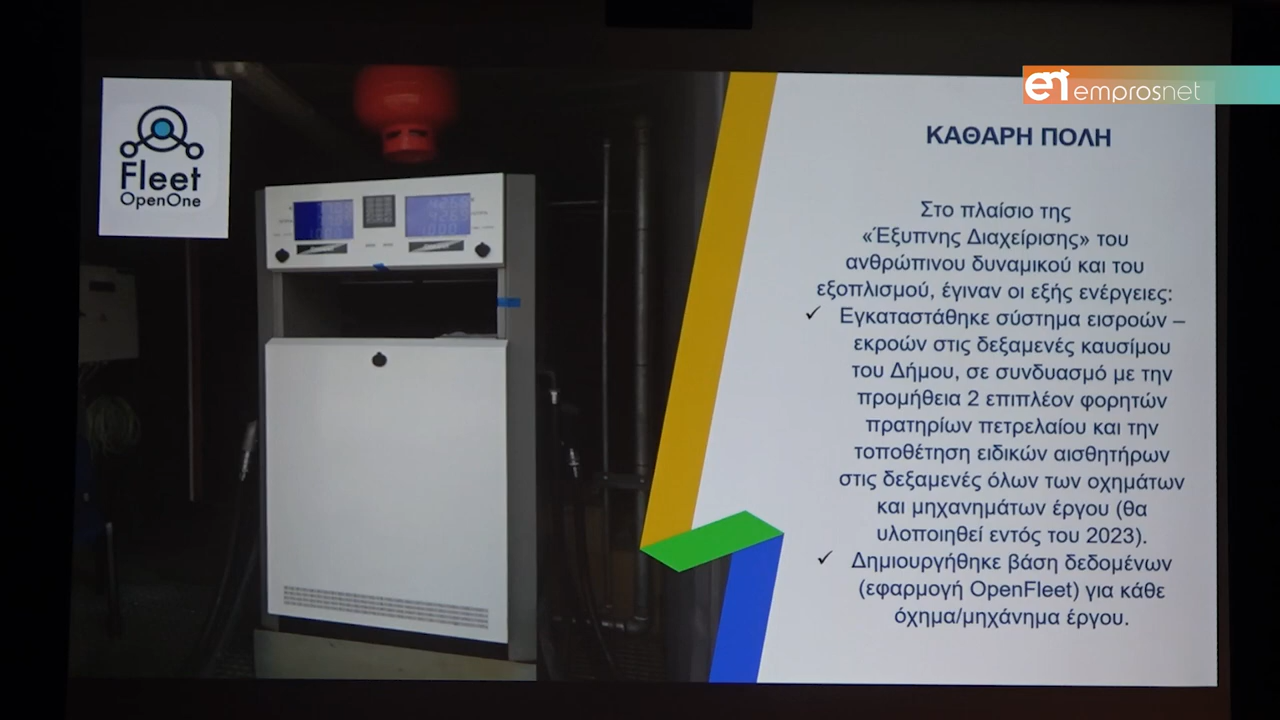 Fleet
OpenOne
en
emprosnet
ΚΑΘΑΡΗ ΠΟΛΗ
Στο πλαίσιο της
«Έξυπνης Διαχείρισης» του
ανθρώπινου δυναμικού και του
εξοπλισμού, έγιναν οι εξής ενέργειες:
✓ Εγκαταστάθηκε σύστημα εισροών –
εκροών στις δεξαμενές καυσίμου
του Δήμου, σε συνδυασμό με την
προμήθεια 2 επιπλέον φορητών
πρατηρίων πετρελαίου και την
τοποθέτηση ειδικών αισθητήρων
στις δεξαμενές όλων των οχημάτων
και μηχανημάτων έργου (θα
υλοποιηθεί εντός του 2023).
✓ Δημιουργήθηκε βάση δεδομένων
(εφαρμογή OpenFleet) για κάθε
όχημα/μηχάνημα έργου.